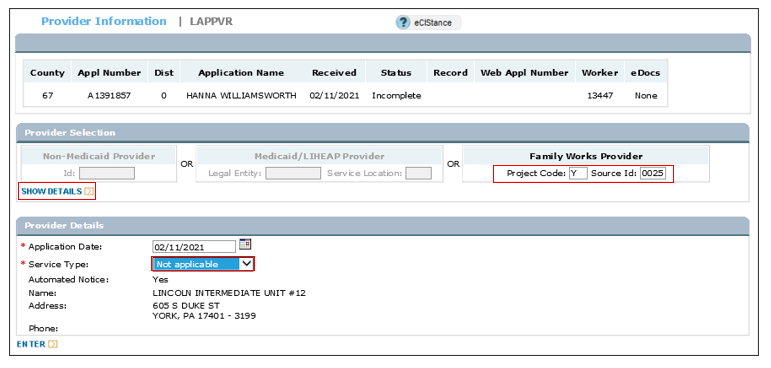 Provider Information | LAPPVR
? eCIStance
County Appl Number Dist Application Name Received Status Record Web Appl Number Worker eDocs
67 A1391857 0 HANNA WILLIAMSWORTH 02/11/2021 Incomplete 13447 None
Provider Selection
Non-Medicaid Provider OR Medicaid/LIHEAP Provider OR Family Works Provider
Id: Legal Entity: Service Location: Project Code: Y Source Id: 0025
SHOW DETAILS
Provider Details
* Application Date: 02/11/2021
* Service Type: Not applicable
Automated Notice: Yes
Name: LINCOLN INTERMEDIATE UNIT #12
Address: 605 S DUKE ST
YORK, PA 17401 - 3199
Phone:
ENTER